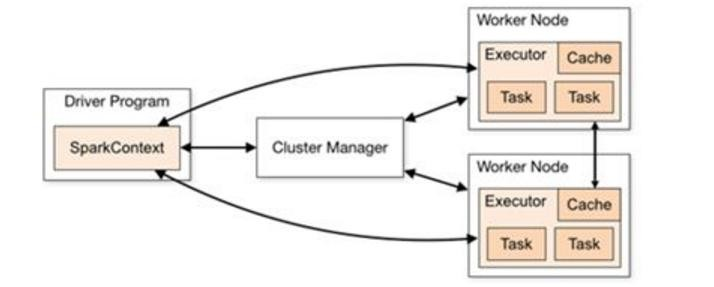 Driver Program
SparkContext
Cluster Manager
Worker Node
Executor
Cache
Task
Task
Worker Node
Executor
Cache
Task
Task